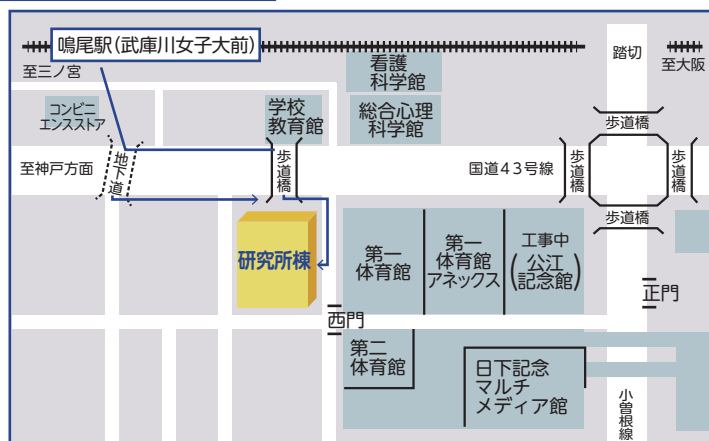 鳴尾駅(武庫川女子大前)
踏切
至三ノ宮
至大阪
看護
科学館
コンビニ
エンスストア
学校
教育館
総合心理
科学館
歩道橋
至神戸方面
地下道
歩道橋
国道43号線
歩道橋
歩道橋
歩道橋
研究所棟
第一
体育館
第一
体育館
アネックス
工事中
(公江
記念館)
正門
西門
第二
体育館
日下記念
マルチ
メディア館
小曽根線